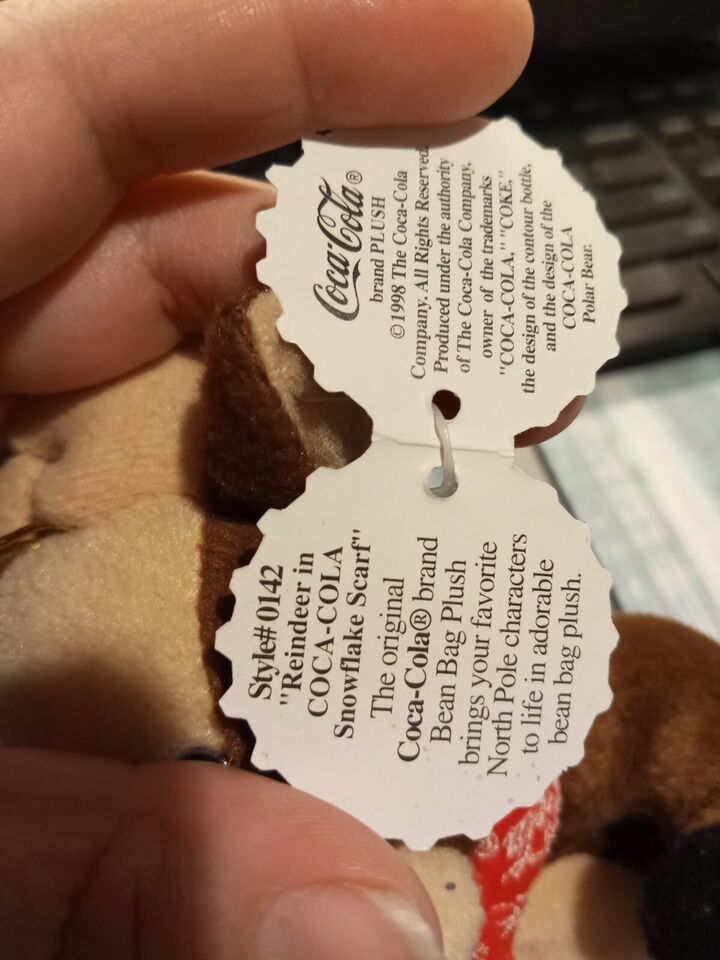 Coca-Cola®
brand PLUSH
©1998 The Coca-Cola
Company. All Rights Reserved.
Produced under the authority
of The Coca-Cola Company,
owner of the trademarks
"COCA-COLA," "COKE,"
the design of the contour bottle,
and the design of the
COCA-COLA
Polar Bear.
Style# 0142
"Reindeer in
COCA-COLA
Snowflake Scarf"
The original
Coca-Cola® brand
Bean Bag Plush
brings your favorite
North Pole characters
to life in adorable
bean bag plush.